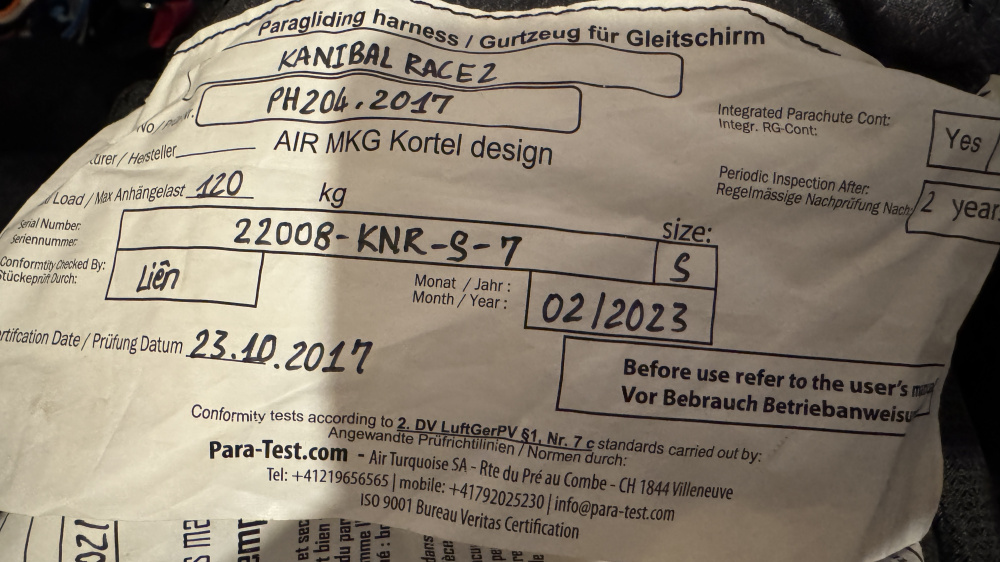 Paragliding harness / Gurtzeug für Gleitschirm
KANIBAL RACE2
PH204.2017
No /
Integrated Parachute Cont:
Integr. RG-Cont:
Yes
/ Hersteller
AIR MKG Kortel design
Load / Max Anhängelast 120 kg
Periodic Inspection After:
Regelmässige Nachprüfung Nach:
2 year
Serial Number:
Seriennummer:
22008-KNR-S-7
size:
S
Conformity Checked By:
Stückeprüft Durch:
Liên
Monat / Jahr :
Month / Year :
02/2023
Date / Prüfung Datum 23.10.2017
Before use refer to the user's
Vor Bebrauch
Conformity tests according to 2. DV LuftGerPV §1, Nr. 7 c standards carried out by:
Angewandte Prüfrichtilinien / Normen durch:
Para-Test.com - Air Turquoise SA - Rte du Pré au Combe - CH 1844 Villeneuve
Tel: +41219656565 | mobile: +41792025230 | info@para-test.com
ISO 9001 Bureau Veritas Certification